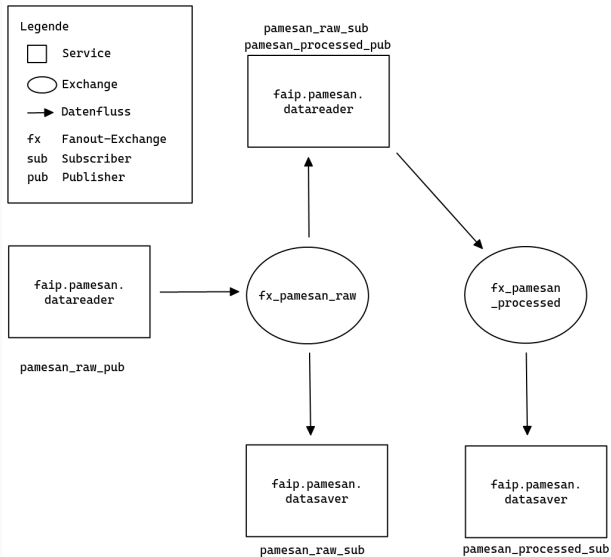 Legende
Service
Exchange
Datenfluss
fx Fanout-Exchange
sub Subscriber
pub Publisher
pamesan_raw_sub
pamesan_processed_pub
faip.pamesan.
datareader
faip.pamesan.
datareader
pamesan_raw_pub
fx_pamesan_raw
fx_pamesan
_processed
faip.pamesan.
datasaver
pamesan_raw_sub
faip.pamesan.
datasaver
pamesan_processed_sub